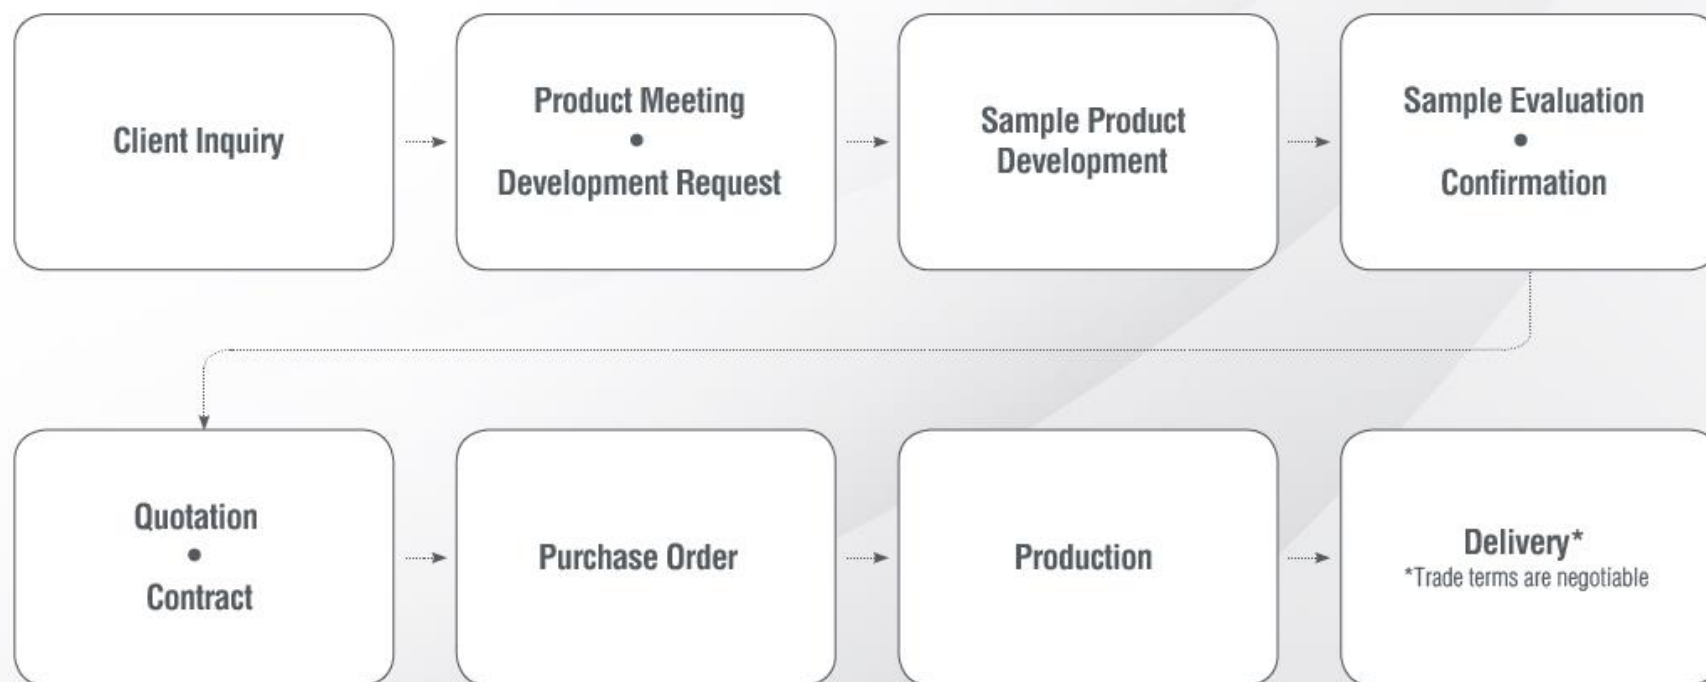 Client Inquiry
Product Meeting
•
Development Request
Sample Product
Development
Sample Evaluation
•
Confirmation
Quotation
•
Contract
Purchase Order
Production
Delivery*
*Trade terms are negotiable